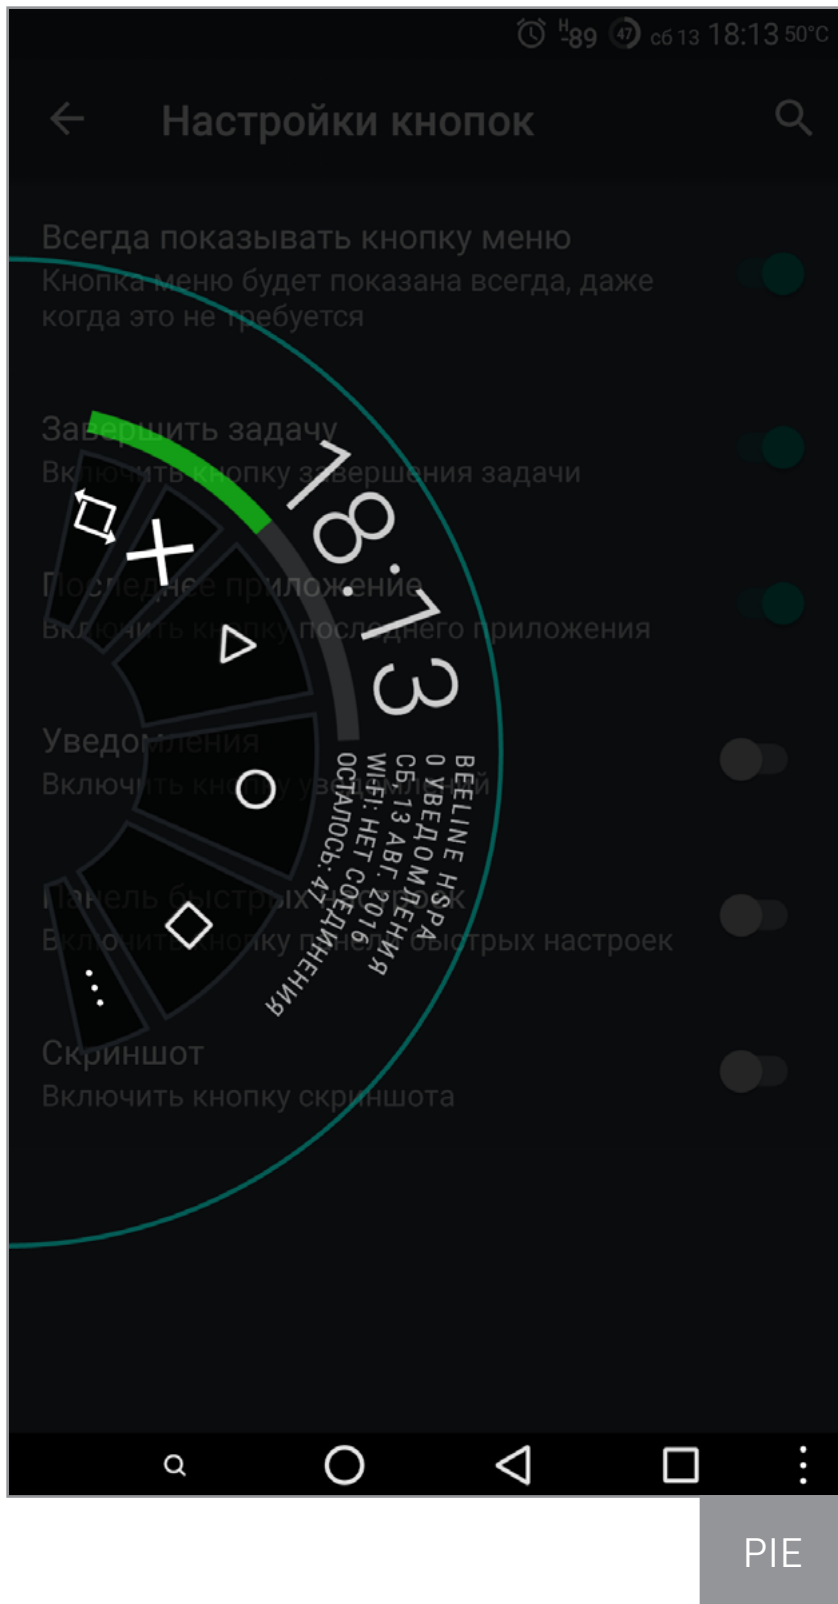 H
-89
47
сб 13
18:13
50°C
Настройки кнопок
Всегда показывать кнопку меню
Кнопка меню будет показана всегда, даже
когда это не требуется
Завершить задачу
Включить кнопку завершения задачи
Последнее приложение
Включить кнопку последнего приложения
Уведомления
Включить кнопку уведомлений
Панель быстрых настроек
Включить кнопку панели быстрых настроек
Скриншот
Включить кнопку скриншота
18:13
BEELINE HSPA
0 УВЕДОМЛЕНИЯ
СБ, 13 АВГ. 2016
WI-FI: НЕТ СОЕДИНЕНИЯ
ОСТАЛОСЬ: 47
PIE